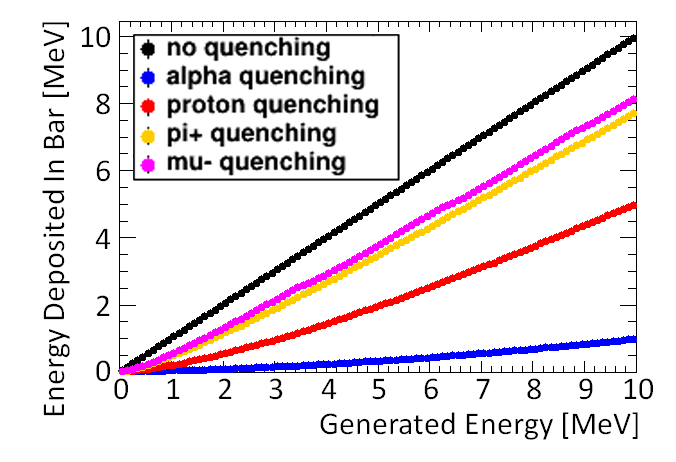 Energy Deposited In Bar [MeV]
10
8
6
4
2
0
no quenching
alpha quenching
proton quenching
pi+ quenching
mu- quenching
0 1 2 3 4 5 6 7 8 9 10
Generated Energy [MeV]